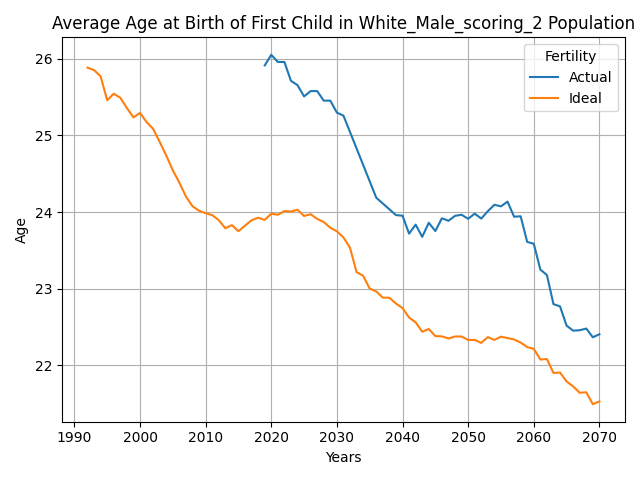 Average Age at Birth of First Child in White_Male_scoring_2 Population
Fertility
Actual
Ideal
Age
26
25
24
23
22
1990 2000 2010 2020 2030 2040 2050 2060 2070
Years